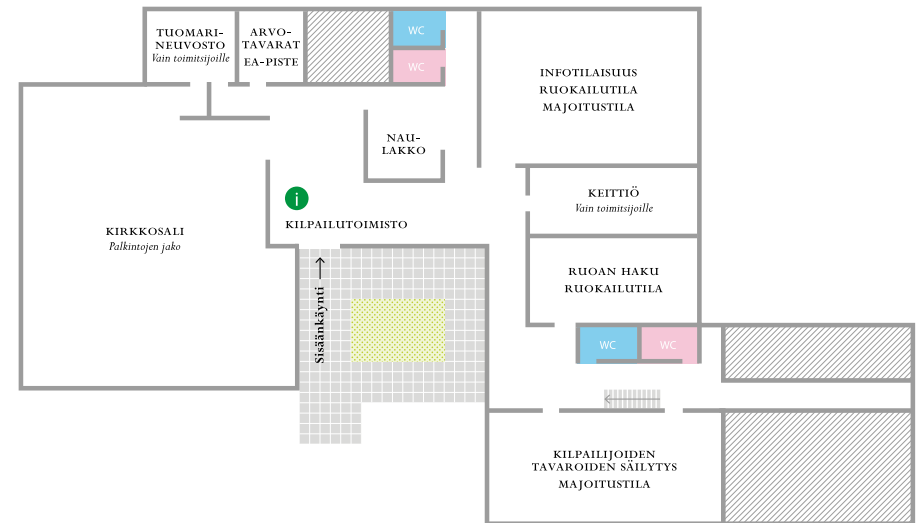 TUOMARI-
NEUVOSTO
Vain toimitsijoille
ARVO-
TAVARAT
EA-PISTE
WC
WC
INFOTILAISUUS
RUOKAILUTILA
MAJOITUSTILA
NAU-
LAKKO
i
KILPAILUTOIMISTO
KEITTIÖ
Vain toimitsijoille
KIRKKOSALI
Palkintojen jako
RUOAN HAKU
RUOKAILUTILA
Sisäänkäynti
WC
WC
KILPAILIJOIDEN
TAVAROIDEN SÄILYTYS
MAJOITUSTILA